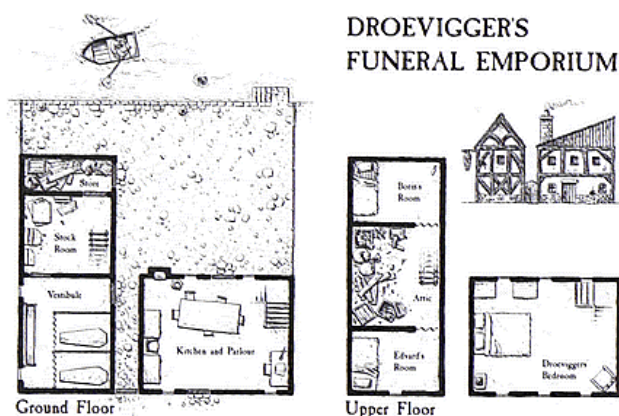 DROEVIGGER'S
FUNERAL EMPORIUM
Store
Stock
Room
Vestibule
Kitchen and Parlour
Ground Floor
Boris's
Room
Attic
Edvard's
Room
Droevigger's
Bedroom
Upper Floor